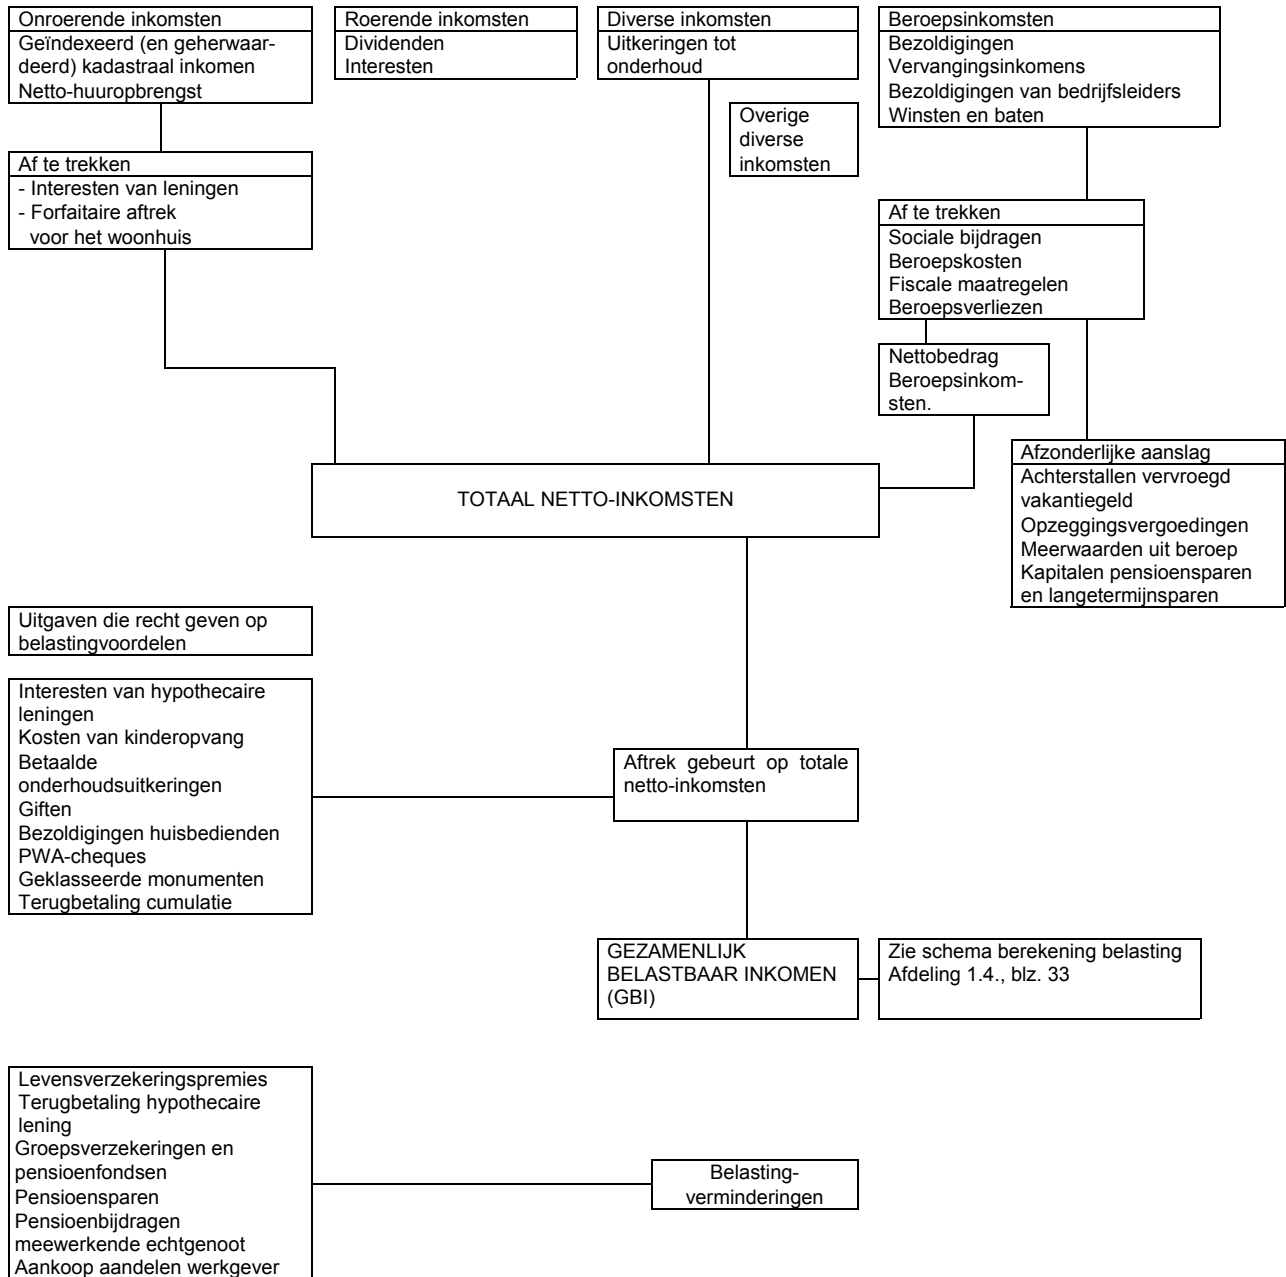 Onroerende inkomsten
Geïndexeerd (en geherwaar-
deerd) kadastraal inkomen
Netto-huuropbrengst
Roerende inkomsten
Dividenden
Interesten
Diverse inkomsten
Uitkeringen tot
onderhoud
Beroepsinkomsten
Bezoldigingen
Vervangingsinkomens
Bezoldigingen van bedrijfsleiders
Winsten en baten
Overige
diverse
inkomsten
Af te trekken
- Interesten van leningen
- Forfaitaire aftrek
voor het woonhuis
Af te trekken
Sociale bijdragen
Beroepskosten
Fiscale maatregelen
Beroepsverliezen
Nettobedrag
Beroepsinkom-
sten.
Afzonderlijke aanslag
Achterstallen vervroegd
vakantiegeld
Opzeggingsvergoedingen
Meerwaarden uit beroep
Kapitalen pensioensparen
en langetermijnsparen
TOTAAL NETTO-INKOMSTEN
Uitgaven die recht geven op
belastingvoordelen
Interesten van hypothecaire
leningen
Kosten van kinderopvang
Betaalde
onderhoudsuitkeringen
Giften
Bezoldigingen huisbedienden
PWA-cheques
Geklasseerde monumenten
Terugbetaling cumulatie
Aftrek gebeurt op totale
netto-inkomsten
GEZAMENLIJK
BELASTBAAR INKOMEN
(GBI)
Zie schema berekening belasting
Afdeling 1.4., blz. 33
Levensverzekeringspremies
Terugbetaling hypothecaire
lening
Groepsverzekeringen en
pensioenfondsen
Pensioensparen
Pensioenbijdragen
meewerkende echtgenoot
Aankoop aandelen werkgever
Belasting-
verminderingen